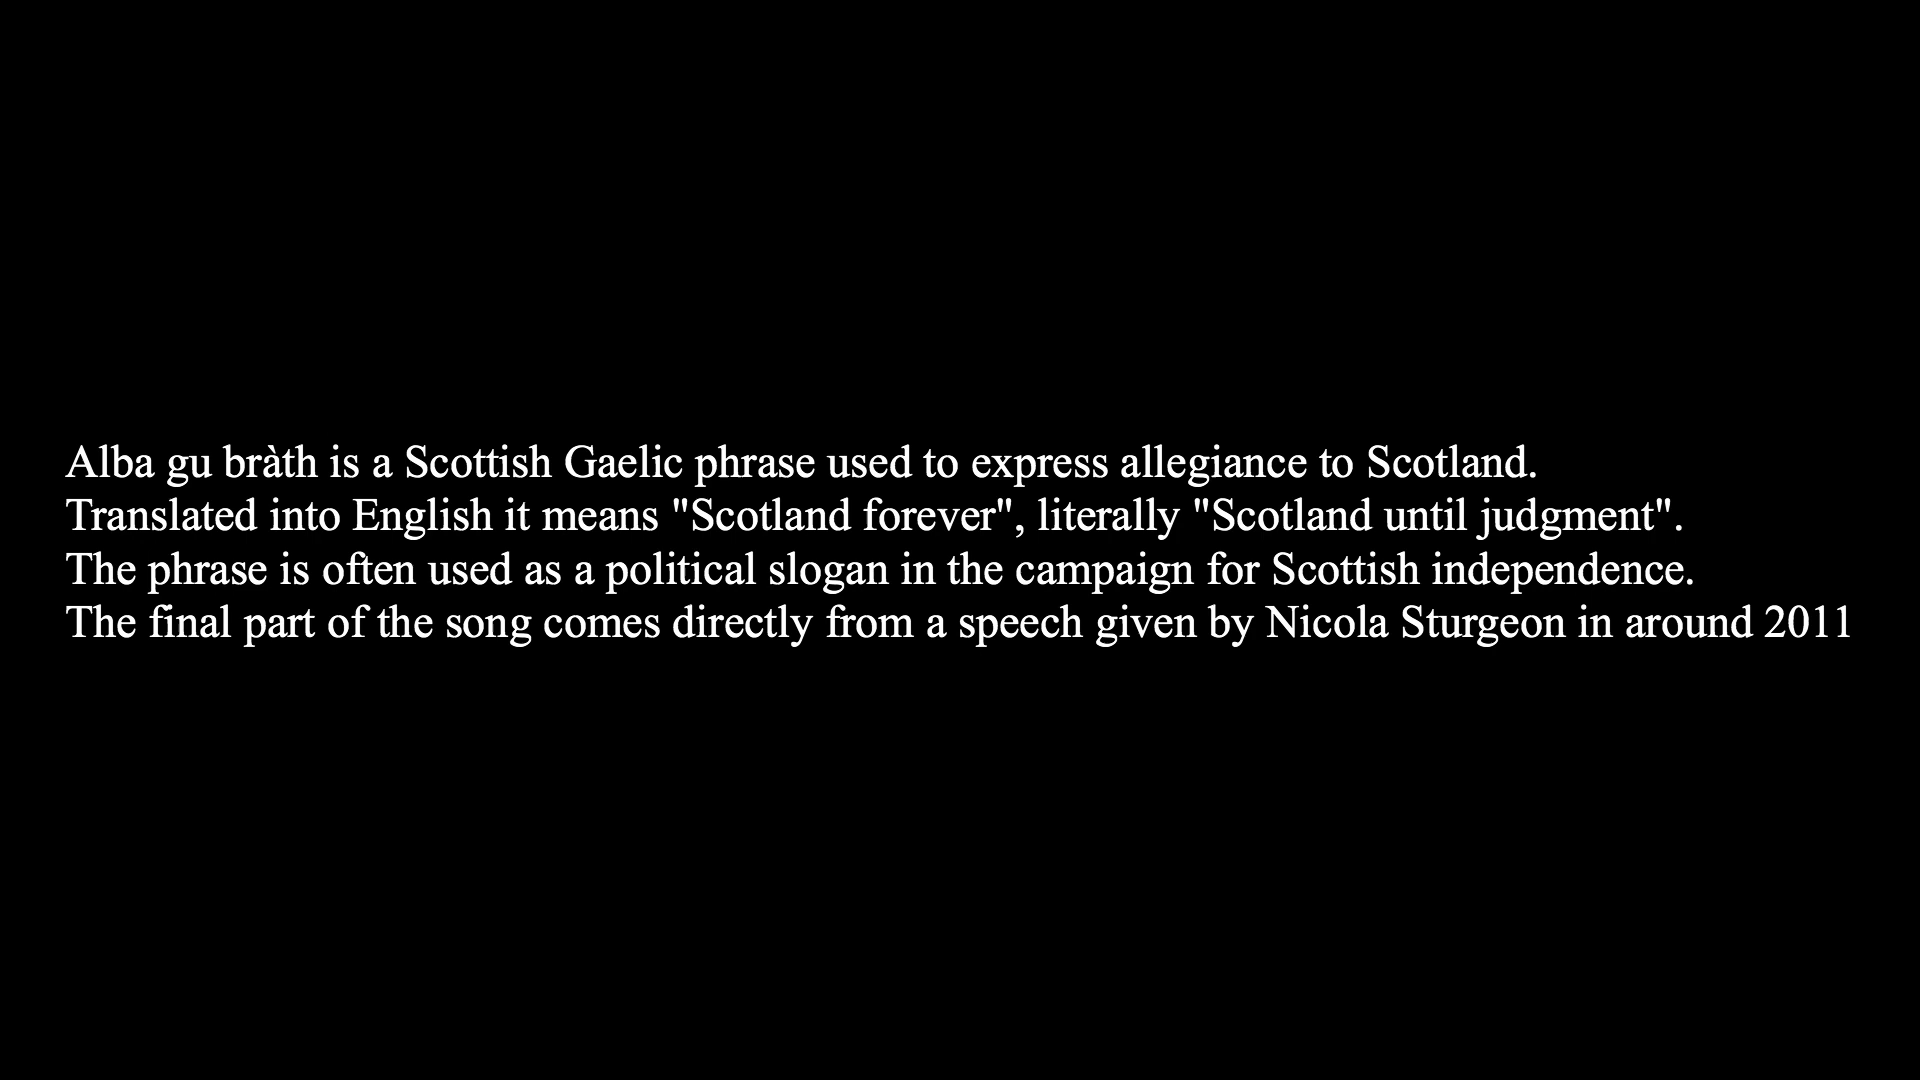 Alba gu bràth is a Scottish Gaelic phrase used to express allegiance to Scotland.
Translated into English it means "Scotland forever", literally "Scotland until judgment".
The phrase is often used as a political slogan in the campaign for Scottish independence.
The final part of the song comes directly from a speech given by Nicola Sturgeon in around 2011